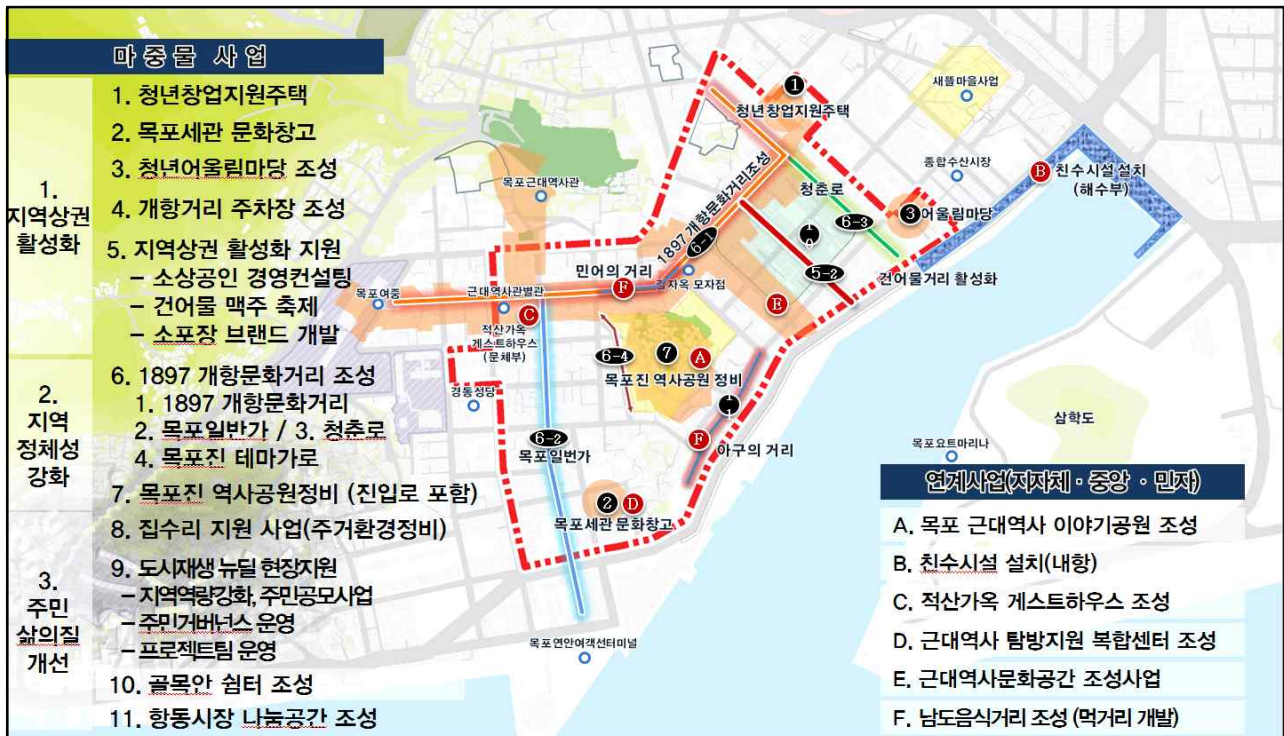 마중물 사업
1. 지역상권 활성화
1. 청년창업지원주택
2. 목포세관 문화창고
3. 청년어울림마당 조성
4. 개항거리 주차장 조성
5. 지역상권 활성화 지원
– 소상공인 경영컨설팅
– 건어물 맥주 축제
– 소포장 브랜드 개발
2. 지역 정체성 강화
6. 1897 개항문화거리 조성
1. 1897 개항문화거리
2. 목포일반가 / 3. 청춘로
4. 목포진 테마가로
7. 목포진 역사공원정비 (진입로 포함)
3. 주민 삶의질 개선
8. 집수리 지원 사업(주거환경정비)
9. 도시재생 뉴딜 현장지원
– 지역역량강화, 주민공모사업
– 주민거버넌스 운영
– 프로젝트팀 운영
10. 골목안 쉼터 조성
11. 항동시장 나눔공간 조성
1
청년창업지원주택
새뜰마을사업
종합수산시장
B 친수시설 설치
(해수부)
청춘로
6-3
3 어울림마당
건어물거리 활성화
10
5-2
1897 개항문화거리조성
6-1
목포근대역사관
민어의 거리
F
갑자옥 모자점
E
목포여중
근대역사관별관
C
적산가옥
게스트하우스
(문체부)
6-4
7 A
목포진 역사공원 정비
11
경동성당
F
아구의 거리
6-2
목포일번가
2 D
목포세관 문화창고
목포연안여객선터미널
삼학도
목포요트마리나
연계사업(지자체 · 중앙 · 민자)
A. 목포 근대역사 이야기공원 조성
B. 친수시설 설치(내항)
C. 적산가옥 게스트하우스 조성
D. 근대역사 탐방지원 복합센터 조성
E. 근대역사문화공간 조성사업
F. 남도음식거리 조성 (먹거리 개발)